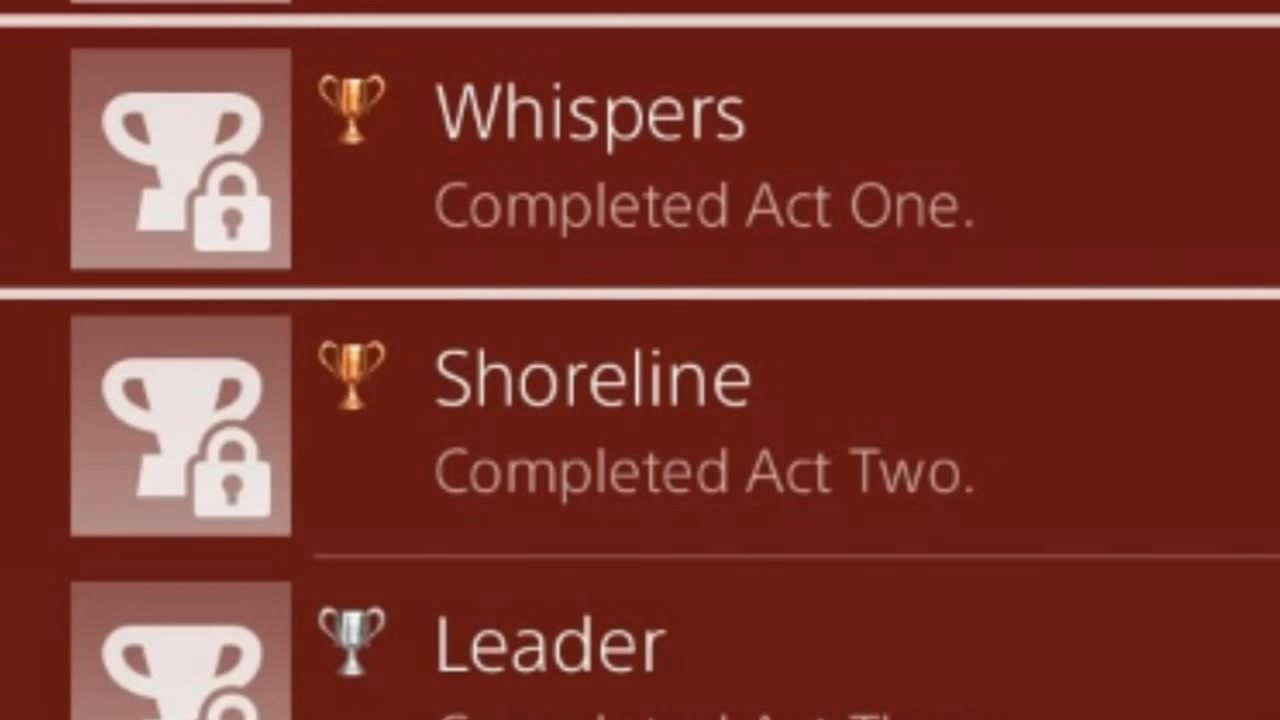 Whispers
Completed Act One.
Shoreline
Completed Act Two.
Leader